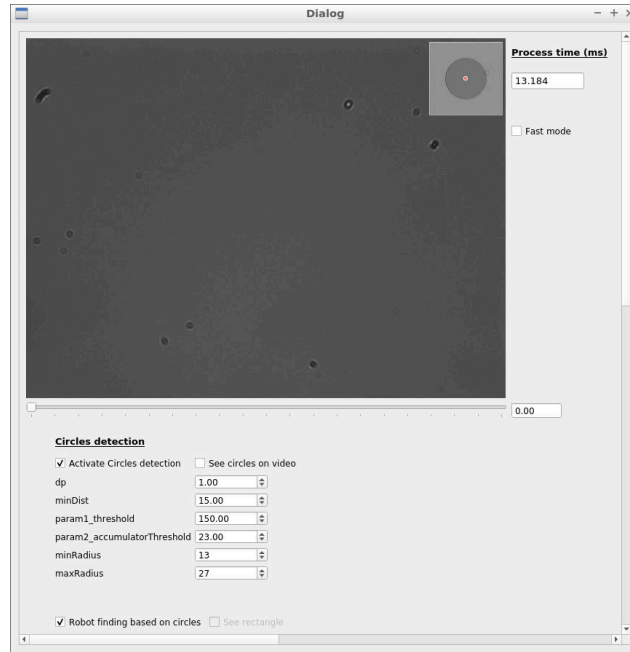 Dialog
Process time (ms)
13.184
Fast mode
0.00
Circles detection
Activate Circles detection See circles on video
dp 1.00
minDist 15.00
param1_threshold 150.00
param2_accumulatorThreshold 23.00
minRadius 13
maxRadius 27
Robot finding based on circles See rectangle